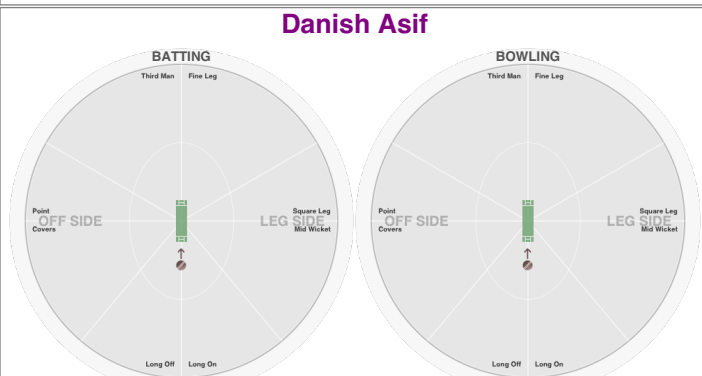 Danish Asif
BATTING
Third Man Fine Leg
Point
OFF SIDE
Covers
Square Leg
LEG SIDE
Mid Wicket
Long Off Long On
BOWLING
Third Man Fine Leg
Point
OFF SIDE
Covers
Square Leg
LEG SIDE
Mid Wicket
Long Off Long On